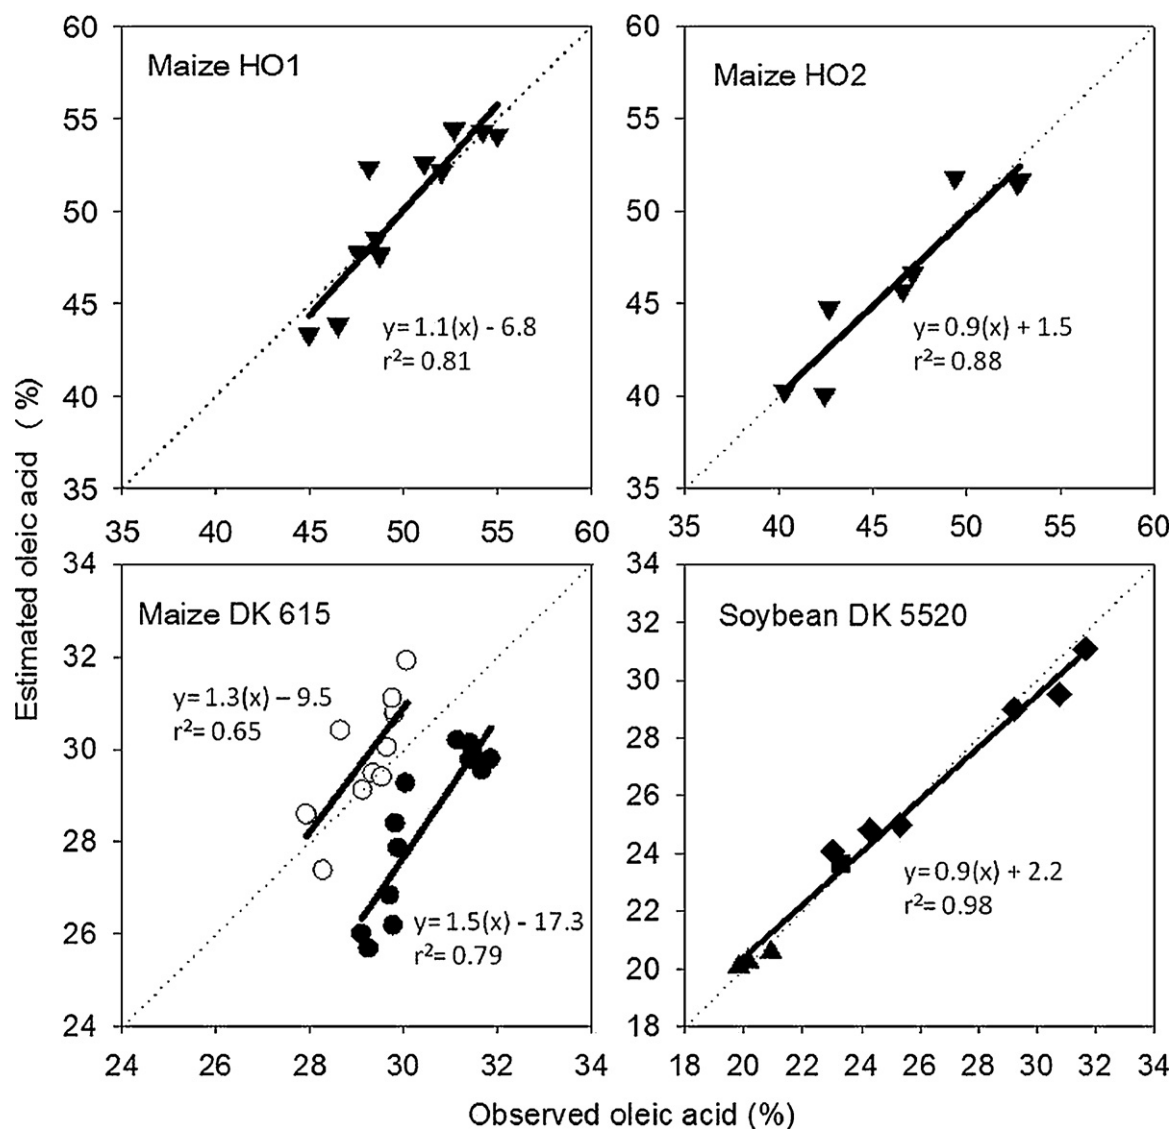 60
55
50
45
40
35
Maize HO1
y= 1.1(x) - 6.8
r²= 0.81
35 40 45 50 55 60
60
55
50
45
40
35
Maize HO2
y= 0.9(x) + 1.5
r²= 0.88
35 40 45 50 55 60
Estimated oleic acid ( %)
34
32
30
28
26
24
Maize DK 615
y= 1.3(x) – 9.5
r²= 0.65
y= 1.5(x) – 17.3
r²= 0.79
24 26 28 30 32 34
34
32
30
28
26
24
22
20
18
Soybean DK 5520
y= 0.9(x) + 2.2
r²= 0.98
18 20 22 24 26 28 30 32 34
Observed oleic acid (%)